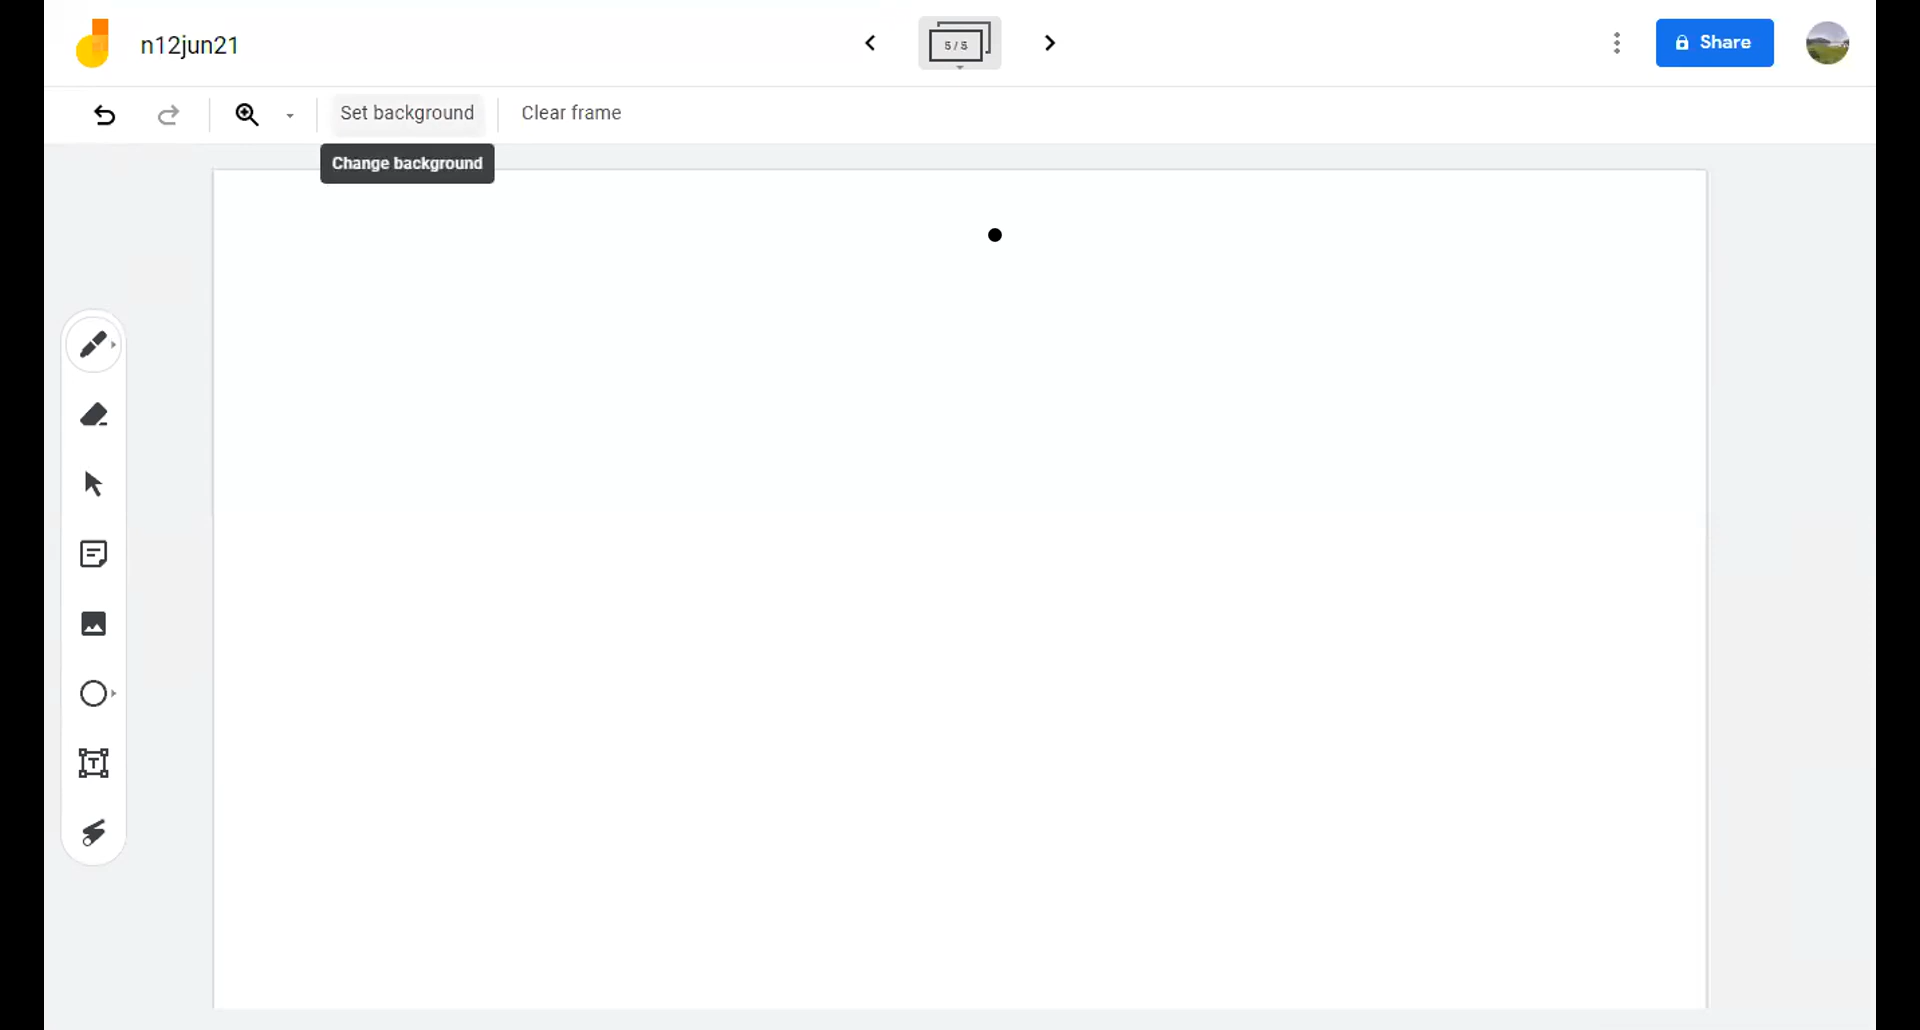 n12jun21
5 / 5
Share
Set background
Clear frame
Change background